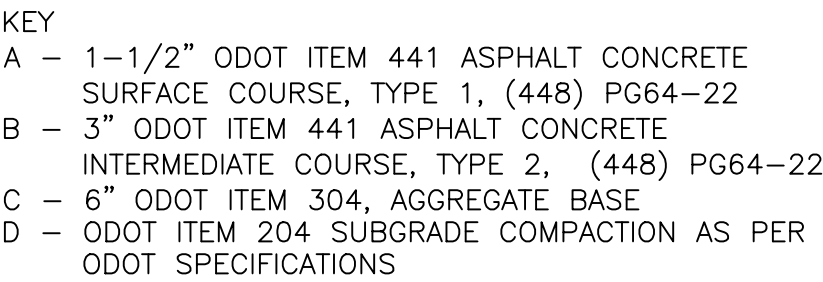 KEY
A – 1–1/2" ODOT ITEM 441 ASPHALT CONCRETE
SURFACE COURSE, TYPE 1, (448) PG64–22
B – 3" ODOT ITEM 441 ASPHALT CONCRETE
INTERMEDIATE COURSE, TYPE 2, (448) PG64–22
C – 6" ODOT ITEM 304, AGGREGATE BASE
D – ODOT ITEM 204 SUBGRADE COMPACTION AS PER
ODOT SPECIFICATIONS